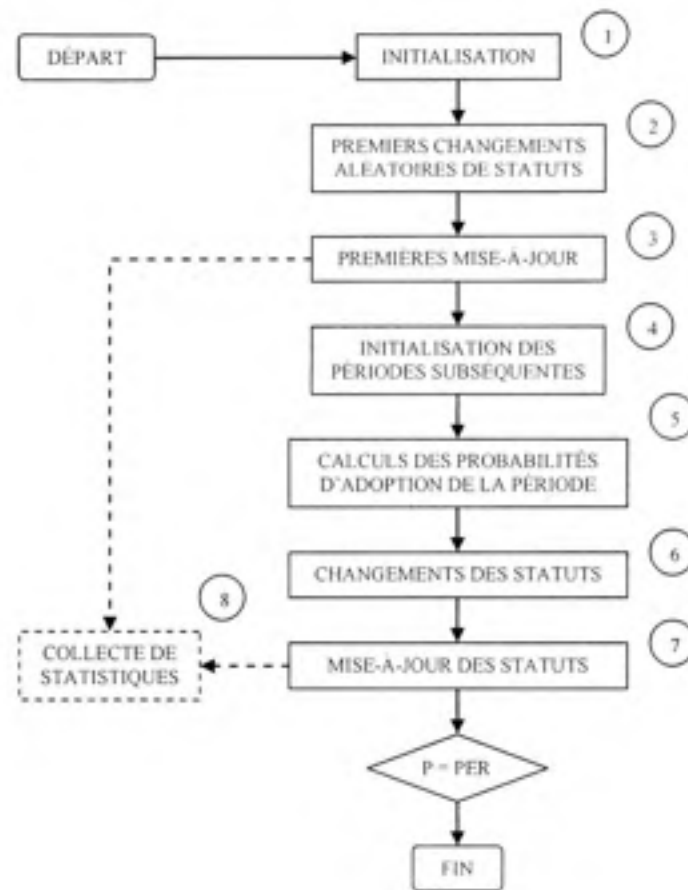 1
DÉPART
INITIALISATION
2
PREMIERS CHANGEMENTS
ALÉATOIRES DE STATUTS
3
PREMIÈRES MISE-À-JOUR
4
INITIALISATION DES
PÉRIODES SUBSÉQUENTES
5
CALCULS DES PROBABILITÉS
D'ADOPTION DE LA PÉRIODE
6
CHANGEMENTS DES STATUTS
8
7
COLLECTE DE
STATISTIQUES
MISE-À-JOUR DES STATUTS
P = PER
FIN